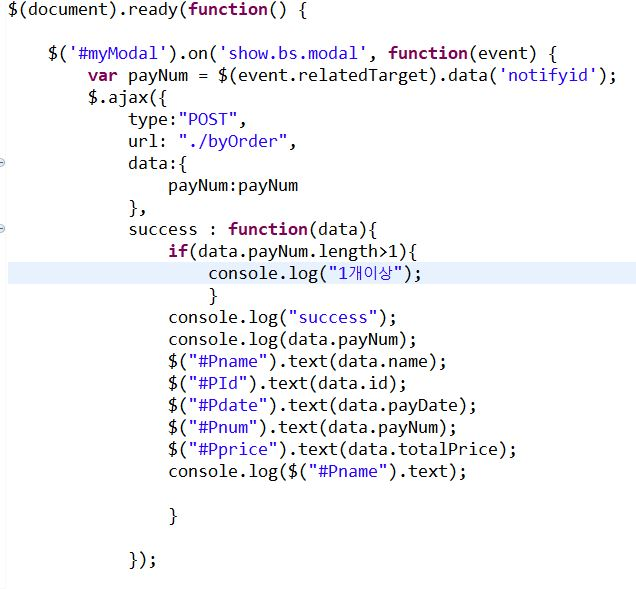 $(document).ready(function() {
$('#myModal').on('show.bs.modal', function(event) {
var payNum = $(event.relatedTarget).data('notifyid');
$.ajax({
type:"POST",
url: "./byOrder",
data:{
payNum:payNum
},
success : function(data){
if(data.payNum.length>1){
console.log("1개이상");
}
console.log("success");
console.log(data.payNum);
$("#Pname").text(data.name);
$("#PId").text(data.id);
$("#Pdate").text(data.payDate);
$("#Pnum").text(data.payNum);
$("#Pprice").text(data.totalPrice);
console.log($("#Pname").text);
}
});